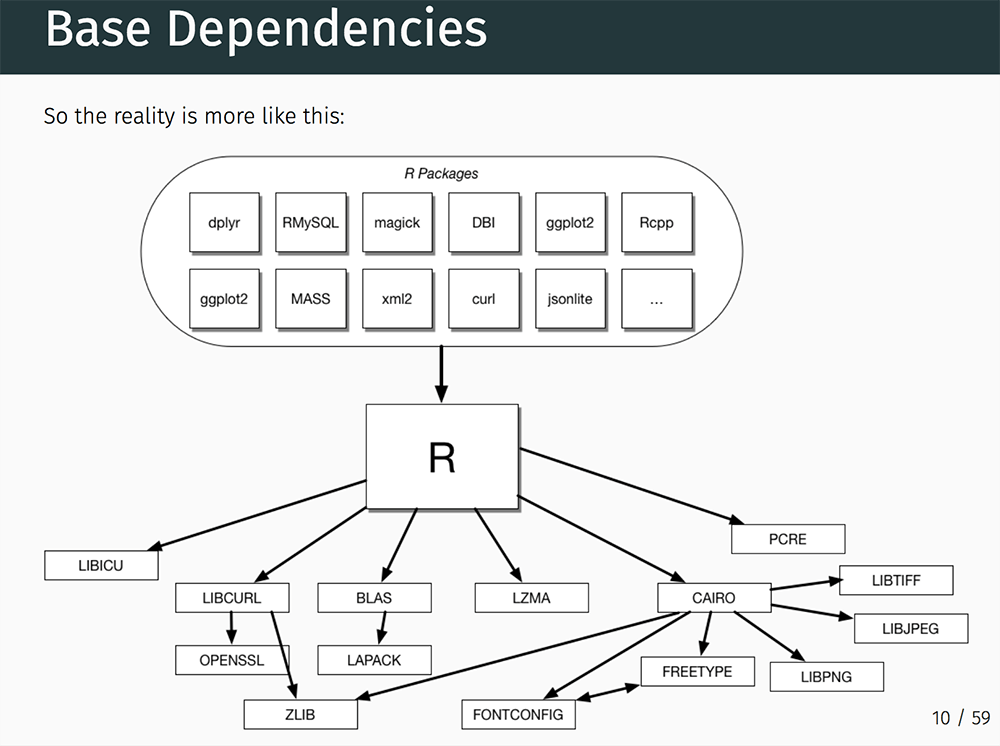 Base Dependencies
So the reality is more like this:
R Packages
dplyr RMySQL magick DBI ggplot2 Rcpp
ggplot2 MASS xml2 curl jsonlite ...
R
PCRE
LIBICU
LIBTIFF
LIBCURL BLAS LZMA CAIRO
LIBJPEG
OPENSSL LAPACK
FREETYPE
LIBPNG
ZLIB FONTCONFIG
10 / 59